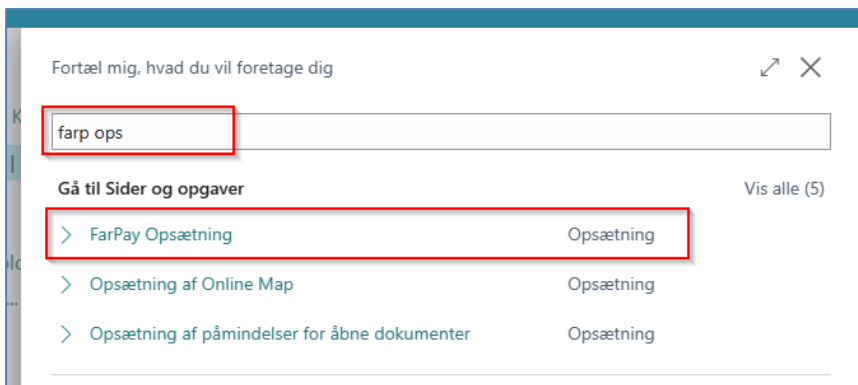 Fortæl mig, hvad du vil foretage dig
K
farp ops
Gå til Sider og opgaver Vis alle (5)
FarPay Opsætning Opsætning
Opsætning af Online Map Opsætning
Opsætning af påmindelser for åbne dokumenter Opsætning